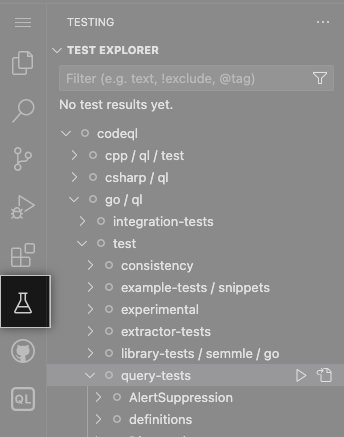 TESTING
TEST EXPLORER
Filter (e.g. text, !exclude, @tag)
No test results yet.
codeql
cpp / ql / test
csharp / ql
go / ql
integration-tests
test
consistency
example-tests / snippets
experimental
extractor-tests
library-tests / semmle / go
query-tests
AlertSuppression
QL
definitions